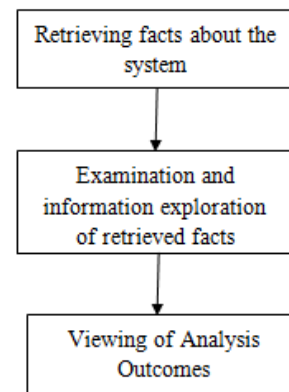 Retrieving facts about the
system
Examination and
information exploration
of retrieved facts
Viewing of Analysis
Outcomes